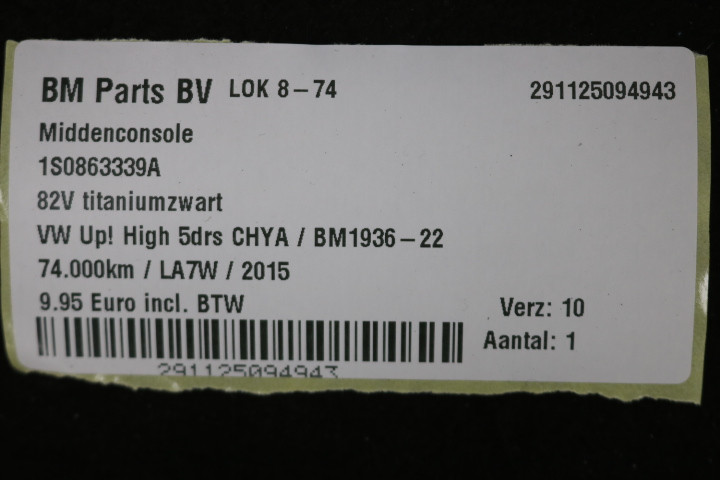 BM Parts BV LOK 8-74 291125094943
Middenconsole
1S0863339A
82V titaniumzwart
VW Up! High 5drs CHYA / BM1936-22
74.000km / LA7W / 2015
9.95 Euro incl. BTW Verz: 10
Aantal: 1
291125094943